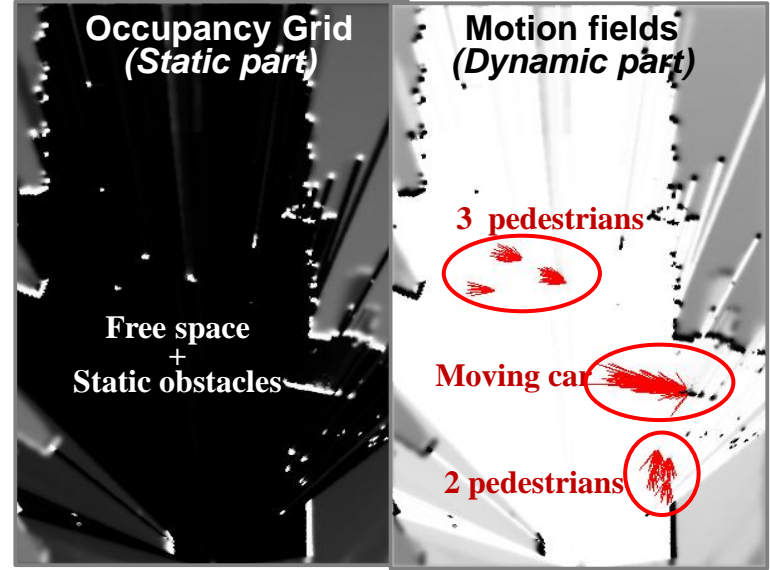 Occupancy Grid
(Static part)
Free space
+
Static obstacles
Motion fields
(Dynamic part)
3 pedestrians
Moving car
2 pedestrians